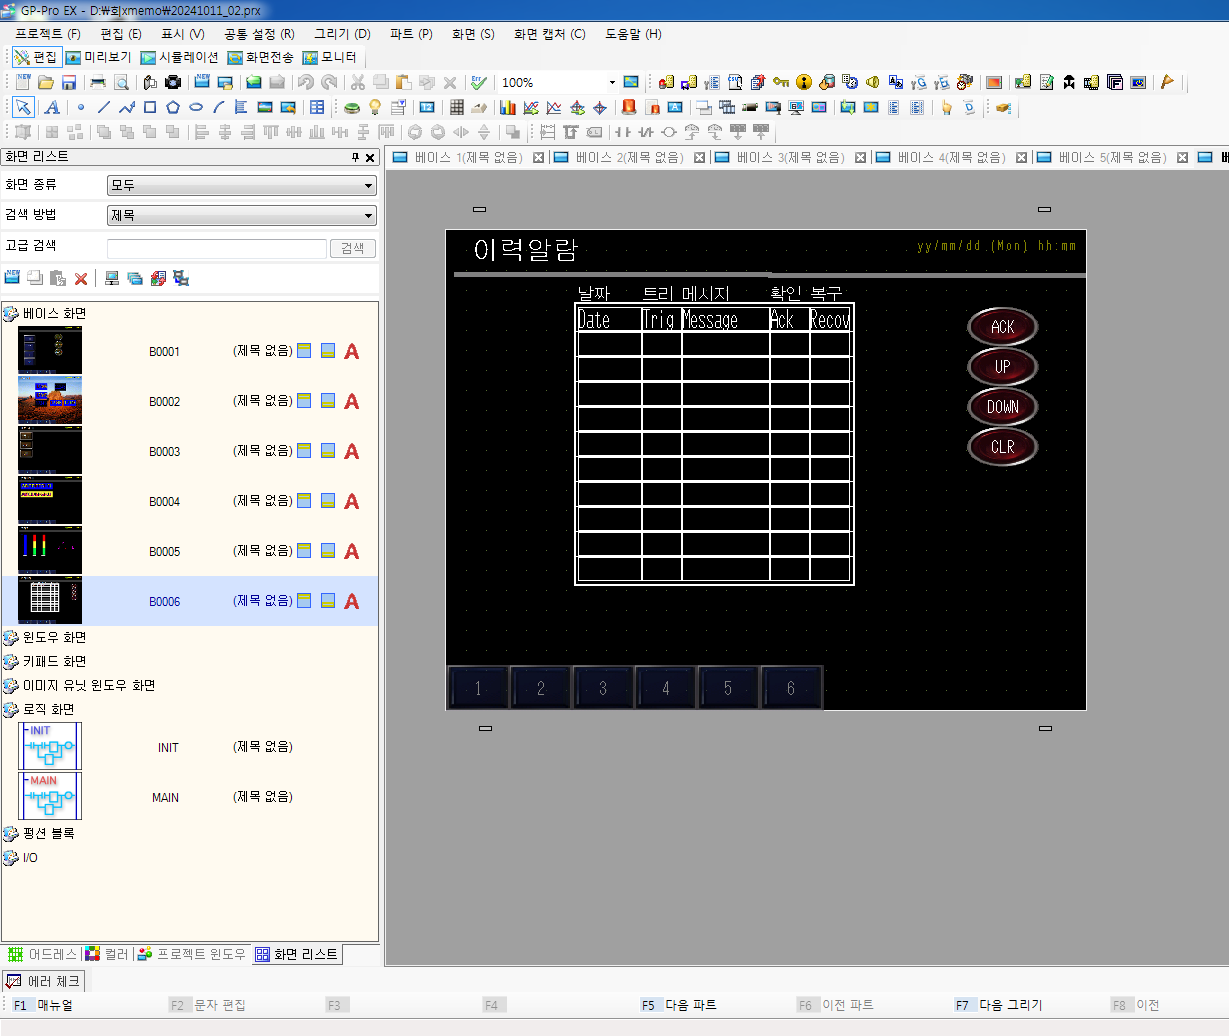 GP-Pro EX - D:₩회xmemo₩20241011_02.prx
프로젝트 (F) 편집 (E) 표시 (V) 공통 설정 (R) 그리기 (D) 파트 (P) 화면 (S) 화면 캡처 (C) 도움말 (H)
편집 미리보기 시뮬레이션 화면전송 모니터
100%
화면 리스트
베이스 1(제목 없음) 베이스 2(제목 없음) 베이스 3(제목 없음) 베이스 4(제목 없음) 베이스 5(제목 없음)
화면 종류 모두
검색 방법 제목
고급 검색 검색
베이스 화면
B0001 (제목 없음)
B0002 (제목 없음)
B0003 (제목 없음)
B0004 (제목 없음)
B0005 (제목 없음)
B0006 (제목 없음)
윈도우 화면
키패드 화면
이미지 유닛 윈도우 화면
로직 화면
INIT INIT (제목 없음)
MAIN MAIN (제목 없음)
펑션 블록
I/O
이력알람 yy/mm/dd (Mon) hh:mm
날짜 트리 메시지 확인 복구
Date Trig Message Ack Recov
ACK
UP
DOWN
CLR
1 2 3 4 5 6
어드레스 컬러 프로젝트 윈도우 화면 리스트
에러 체크
F1 매뉴얼 F2 문자 편집 F3 F4 F5 다음 파트 F6 이전 파트 F7 다음 그리기 F8 이전